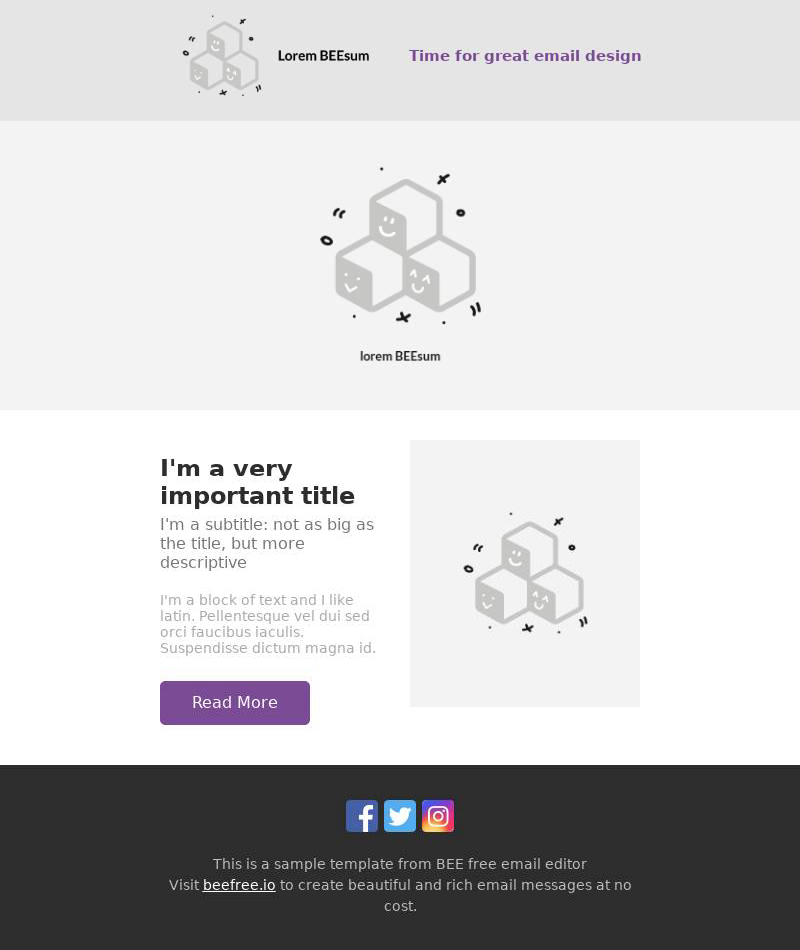 Lorem BEEsum
Time for great email design
lorem BEEsum
I'm a very
important title
I'm a subtitle: not as big as
the title, but more
descriptive
I'm a block of text and I like
latin. Pellentesque vel dui sed
orci faucibus iaculis.
Suspendisse dictum magna id.
Read More
This is a sample template from BEE free email editor
Visit beefree.io to create beautiful and rich email messages at no
cost.